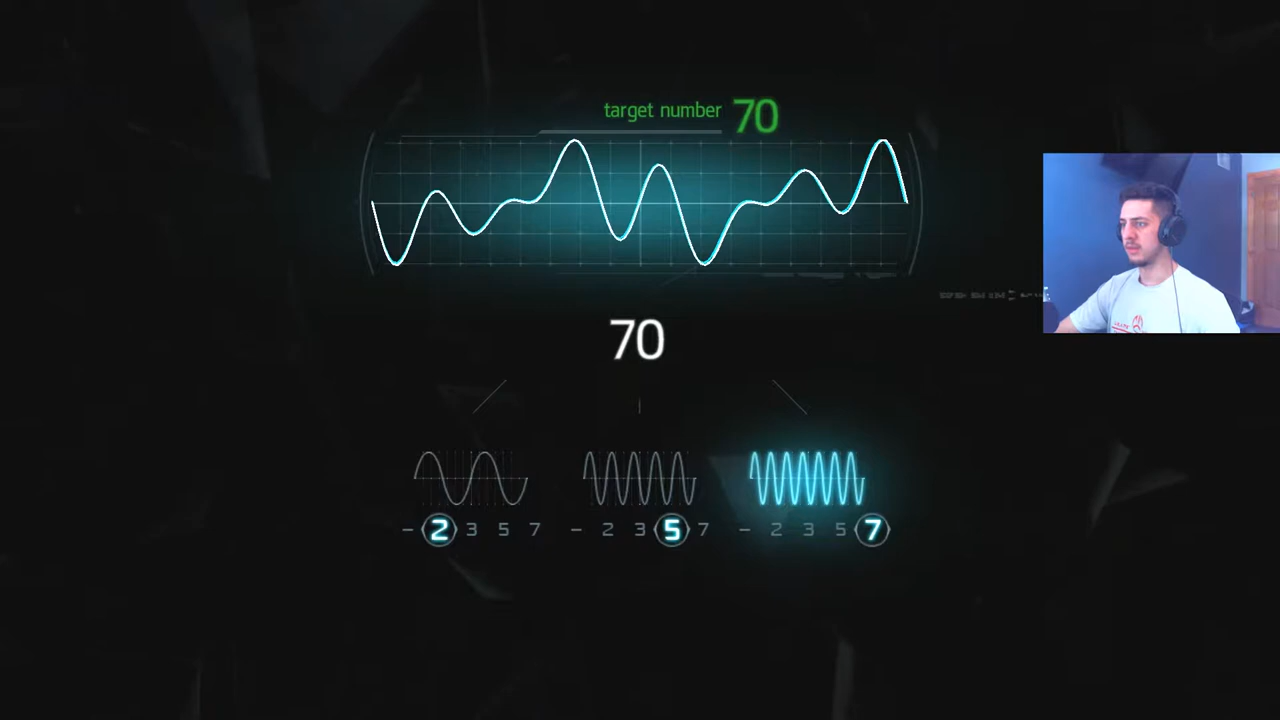 target number 70
70
- 2 3 5 7 - 2 3 5 7 - 2 3 5 7